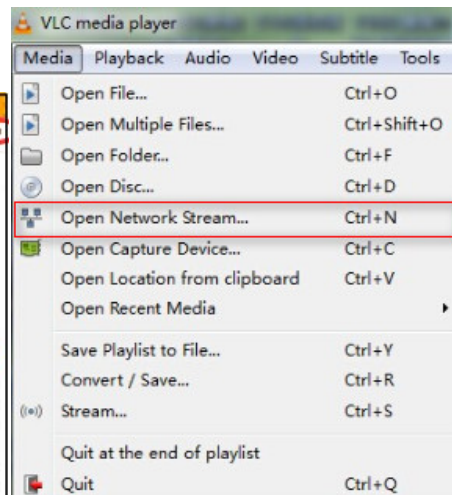 VLC media player
Media Playback Audio Video Subtitle Tools
Open File... Ctrl+O
Open Multiple Files... Ctrl+Shift+O
Open Folder... Ctrl+F
Open Disc... Ctrl+D
Open Network Stream... Ctrl+N
Open Capture Device... Ctrl+C
Open Location from clipboard Ctrl+V
Open Recent Media
Save Playlist to File... Ctrl+Y
Convert / Save... Ctrl+R
Stream... Ctrl+S
Quit at the end of playlist
Quit Ctrl+Q